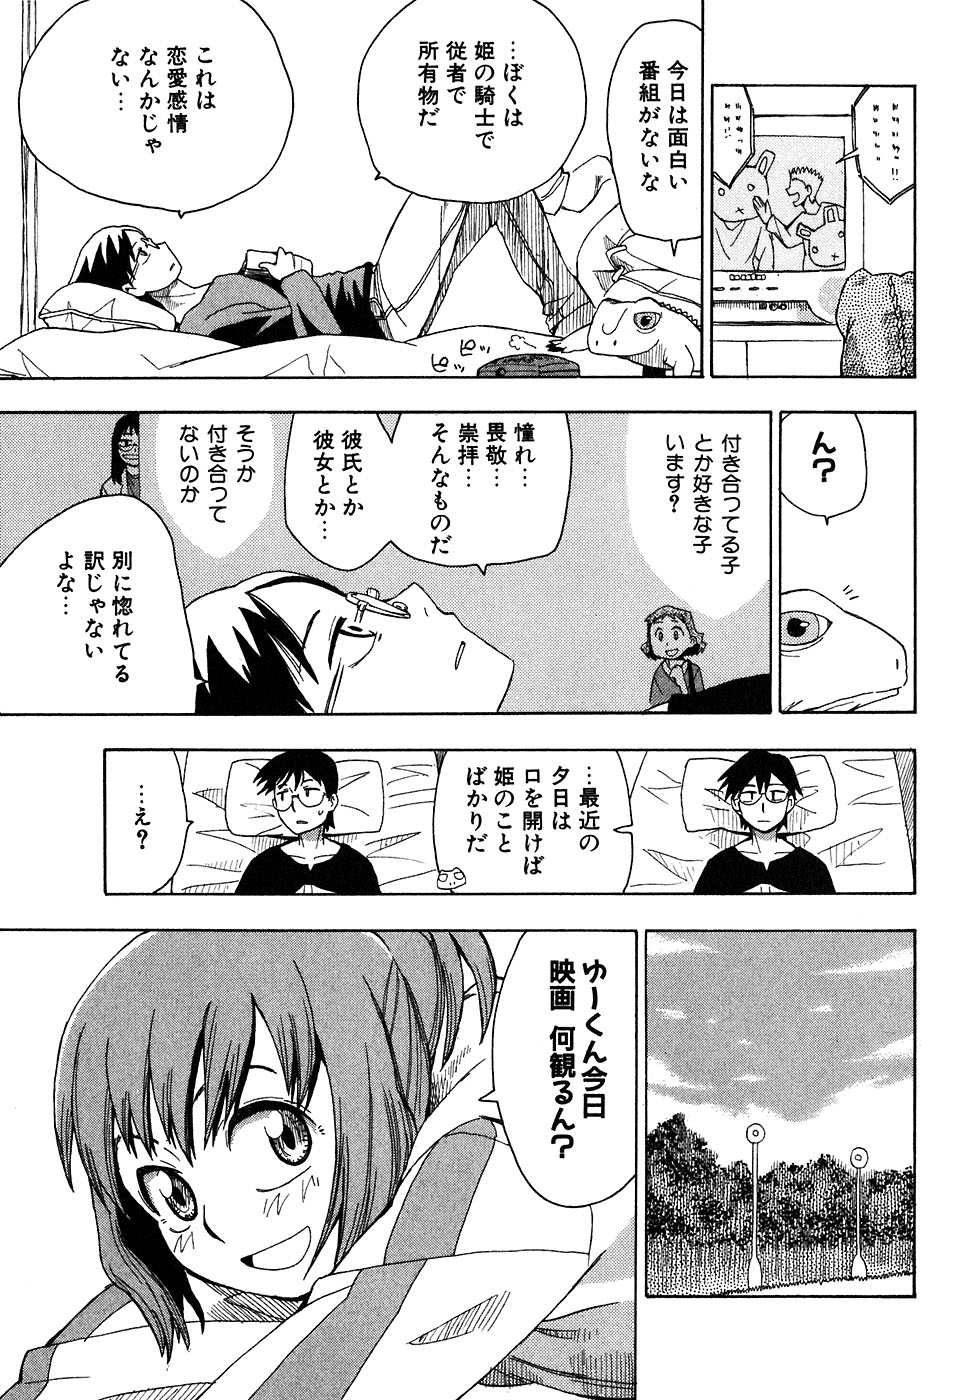 今日は面白い
番組がないな
…ぼくは
姫の騎士で
従者で
所有物だ
これは
恋愛感情
なんかじゃ
ない…
ピッ
ピッ
ん？
付き合ってる子
とか好きな子
います？
憧れ…
畏敬…
崇拝…
そんなものだ
彼氏とか
彼女とか…
そうか
付き合って
ないのか
別に惚れてる
訳じゃない
よな…
…最近の
夕日は
口を開けば
姫のこと
ばかりだ
…え？
ゆーくん今日
映画 何観るん？